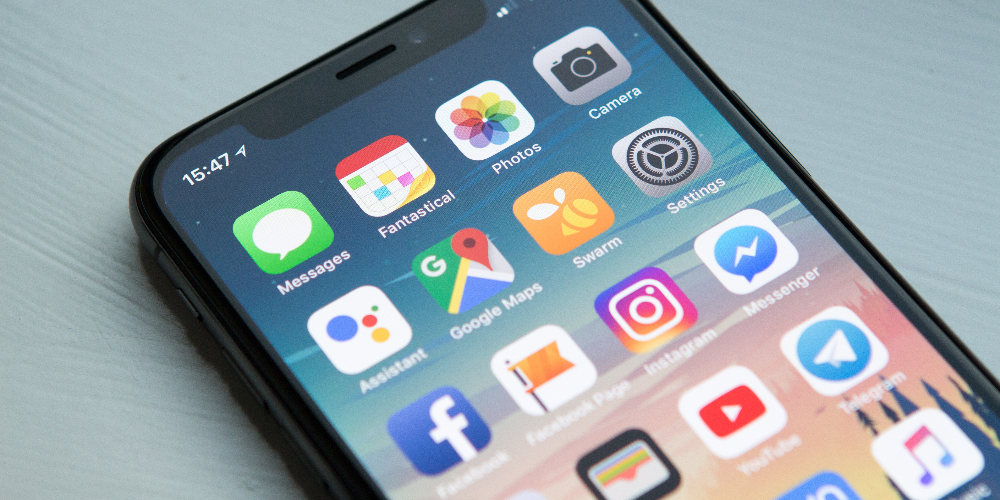 15:47
Messages
Fantastical
Photos
Camera
Assistant
Google Maps
G
Swarm
Settings
Facebook
Facebook Page
Instagram
Messenger
YouTube
Telegram